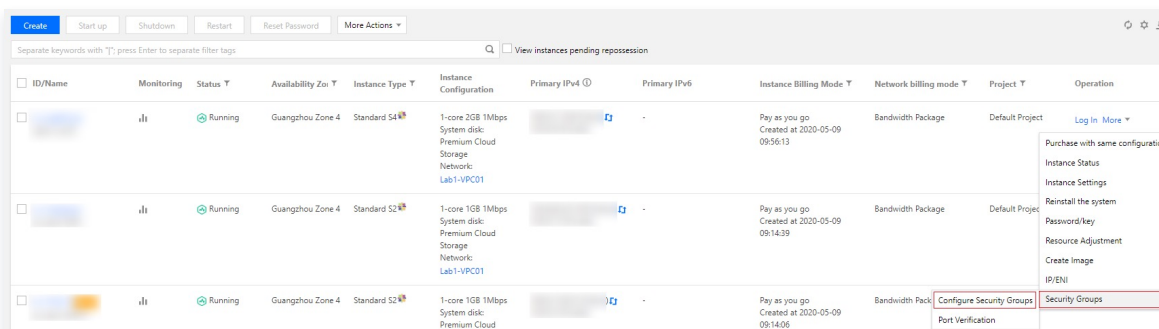 Create Start up Shutdown Restart Reset Password More Actions
Separate keywords with "|"; press Enter to separate filter tags View instances pending repossession
ID/Name Monitoring Status Availability Zor Instance Type Instance Configuration Primary IPv4 Primary IPv6 Instance Billing Mode Network billing mode Project Operation
Running Guangzhou Zone 4 Standard S4 1-core 2GB 1Mbps - Pay as you go Bandwidth Package Default Project Log In More
System disk: Created at 2020-05-09
Premium Cloud 09:56:13
Storage
Network:
Lab1-VPC01
Purchase with same configuratio
Instance Status
Instance Settings
Reinstall the system
Password/key
Resource Adjustment
Create Image
IP/ENI
Security Groups
Running Guangzhou Zone 4 Standard S2 1-core 1GB 1Mbps - Pay as you go Bandwidth Package Default Projec
System disk: Created at 2020-05-09
Premium Cloud 09:14:39
Storage
Network:
Lab1-VPC01
Running Guangzhou Zone 4 Standard S2 1-core 1GB 1Mbps - Pay as you go Bandwidth Pack
System disk: Created at 2020-05-09
Premium Cloud 09:14:06
Configure Security Groups
Port Verification